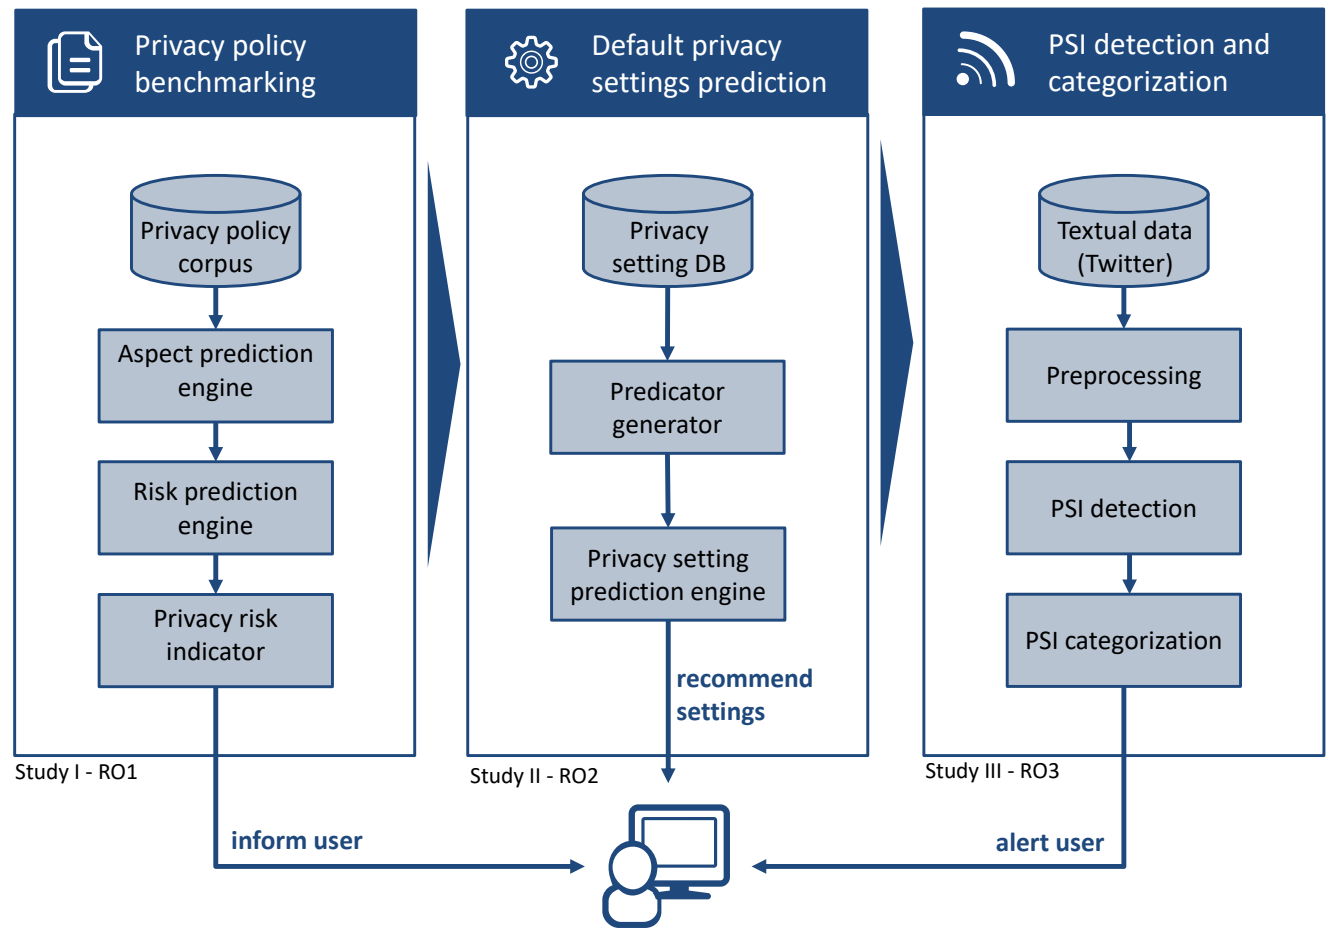 Privacy policy
benchmarking
Privacy policy
corpus
Aspect prediction
engine
Risk prediction
engine
Privacy risk
indicator
Study I - RO1
inform user
Default privacy
settings prediction
Privacy
setting DB
Predicator
generator
Privacy setting
prediction engine
recommend
settings
Study II - RO2
PSI detection and
categorization
Textual data
(Twitter)
Preprocessing
PSI detection
PSI categorization
Study III - RO3
alert user